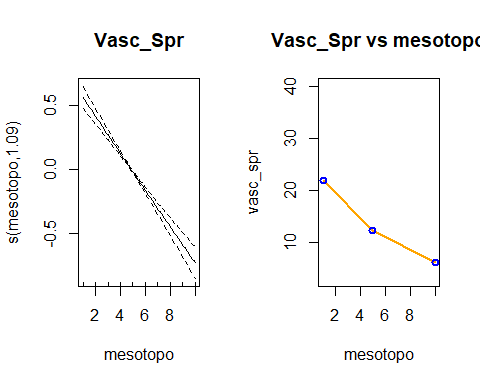 Vasc_Spr
s(mesotopo,1.09)
0.5
0.0
-0.5
2 4 6 8
mesotopo
Vasc_Spr vs mesotopo
vasc_spr
40
30
20
10
2 4 6 8
mesotopo